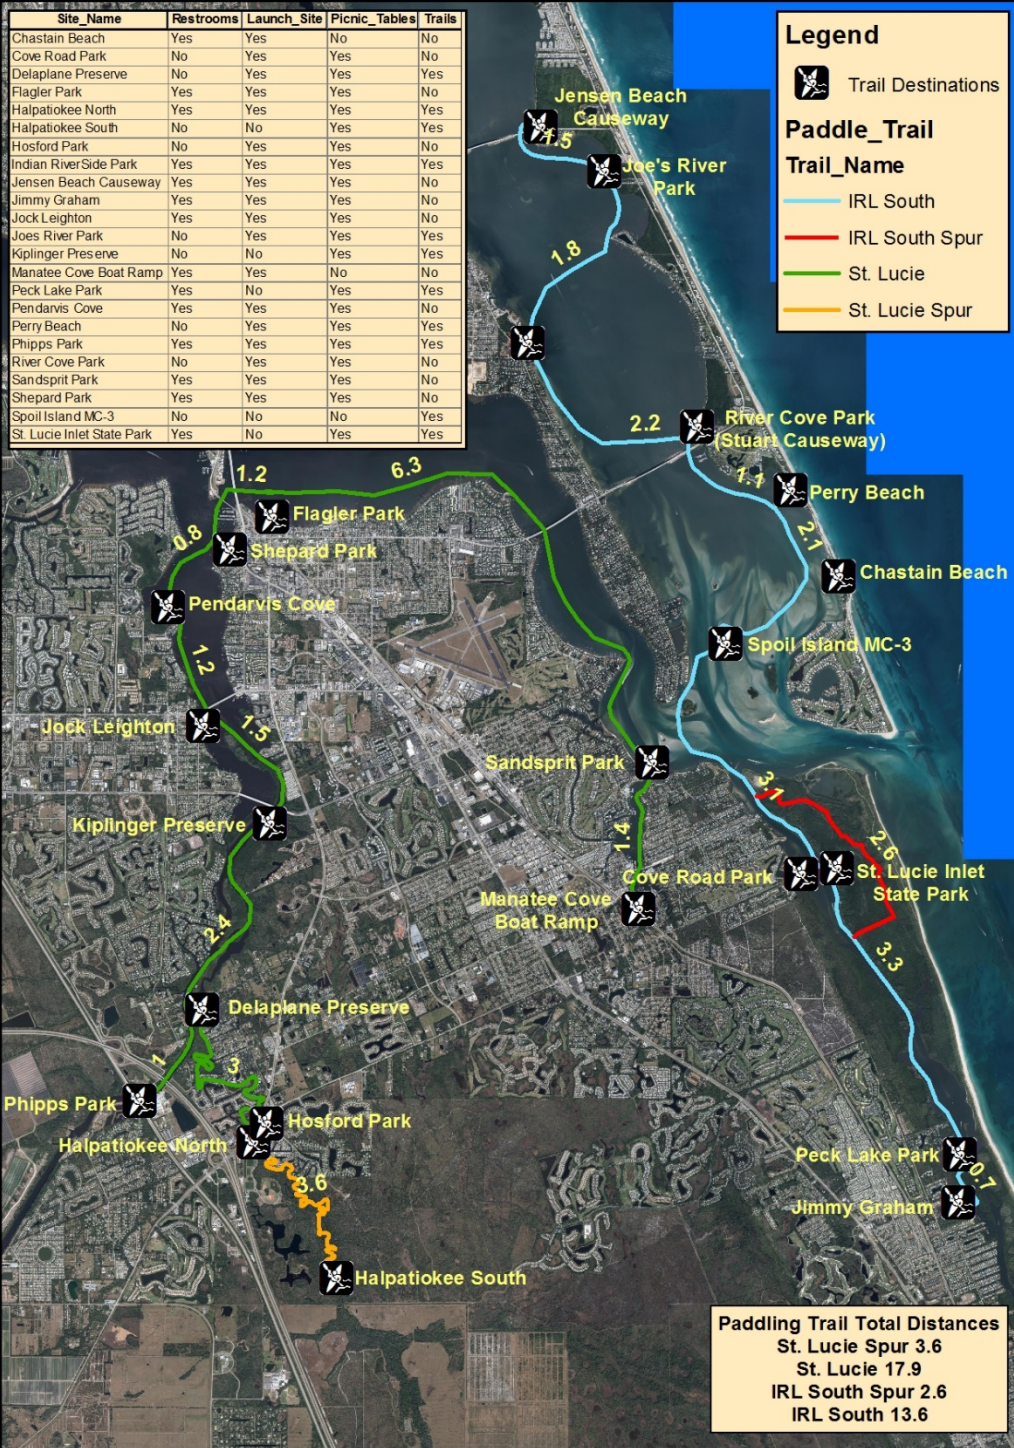 Site_Name Restrooms Launch_Site Picnic_Tables Trails
Chastain Beach Yes Yes No No
Cove Road Park No Yes Yes No
Delaplane Preserve No Yes Yes Yes
Flagler Park Yes Yes Yes No
Halpatiokee North Yes Yes Yes Yes
Halpatiokee South No No Yes Yes
Hosford Park No Yes Yes No
Indian RiverSide Park Yes Yes Yes Yes
Jensen Beach Causeway Yes Yes Yes No
Jimmy Graham Yes Yes Yes No
Jock Leighton Yes Yes Yes No
Joes River Park No Yes Yes Yes
Kiplinger Preserve No No Yes Yes
Manatee Cove Boat Ramp Yes Yes No No
Peck Lake Park Yes No Yes Yes
Pendarvis Cove Yes Yes Yes No
Perry Beach No Yes Yes Yes
Phipps Park Yes Yes Yes Yes
River Cove Park No Yes Yes No
Sandsprit Park Yes Yes Yes No
Shepard Park Yes Yes Yes No
Spoil Island MC-3 No No No Yes
St. Lucie Inlet State Park Yes No Yes Yes
Legend
Trail Destinations
Paddle_Trail
Trail_Name
IRL South
IRL South Spur
St. Lucie
St. Lucie Spur
Jensen Beach
Causeway
1.5
Joe's River
Park
1.8
2.2
River Cove Park
(Stuart Causeway)
1.1
Perry Beach
2.1
Chastain Beach
Spoil Island MC-3
1.2
6.3
Flagler Park
0.8
Shepard Park
Pendarvis Cove
1.2
Jock Leighton
1.5
Sandsprit Park
3.1
Kiplinger Preserve
1.4
2.6
Cove Road Park
St. Lucie Inlet
State Park
Manatee Cove
Boat Ramp
2.4
3.3
Delaplane Preserve
1
3
Phipps Park
Hosford Park
Halpatiokee North
Peck Lake Park
0.7
3.6
Jimmy Graham
Halpatiokee South
Paddling Trail Total Distances
St. Lucie Spur 3.6
St. Lucie 17.9
IRL South Spur 2.6
IRL South 13.6